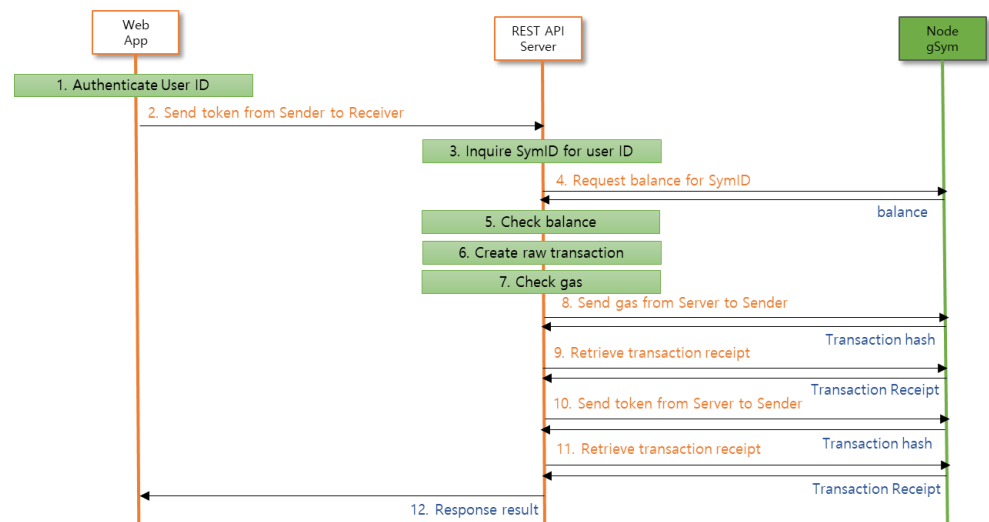 Web
App
REST API
Server
Node
gSym
1. Authenticate User ID
2. Send token from Sender to Receiver
3. Inquire SymID for user ID
4. Request balance for SymID
balance
5. Check balance
6. Create raw transaction
7. Check gas
8. Send gas from Server to Sender
Transaction hash
9. Retrieve transaction receipt
Transaction Receipt
10. Send token from Server to Sender
Transaction hash
11. Retrieve transaction receipt
Transaction Receipt
12. Response result